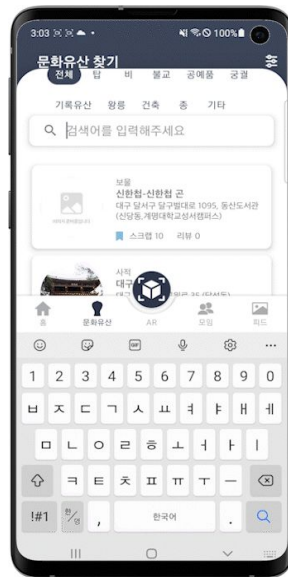 3:03 100%
문화유산 찾기
전체 탑 비 불교 공예품 궁궐
기록유산 왕릉 건축 종 기타
검색어를 입력해주세요
보물
신한첩-신한첩 곤
대구 달서구 달구벌대로 1095, 동산도서관
(신당동,계명대학교성서캠퍼스)
스크랩 10 리뷰 0
사적
대구
홈 문화유산 AR 모임 피드
GIF
1 2 3 4 5 6 7 8 9 0
ㅂ ㅈ ㄷ ㄱ ㅅ ㅛ ㅕ ㅑ ㅐ ㅔ
ㅁ ㄴ ㅇ ㄹ ㅎ ㅗ ㅓ ㅏ ㅣ
ㅋ ㅌ ㅊ ㅍ ㅠ ㅜ ㅡ
!#1 한/영 , 한국어 .